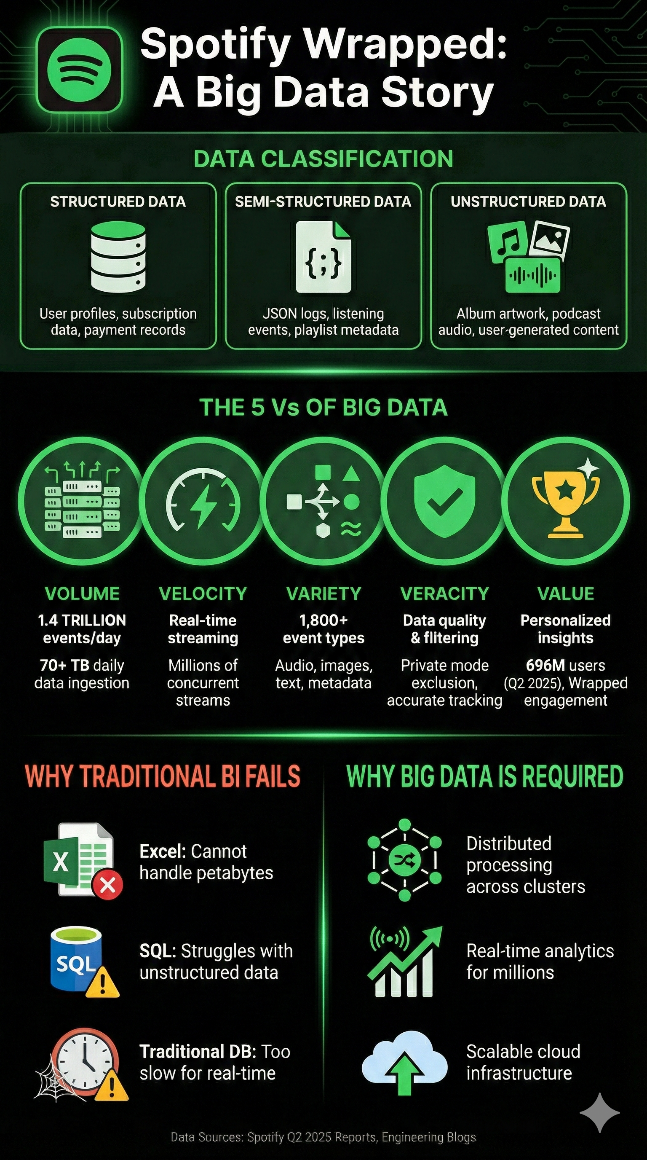 Spotify Wrapped:
A Big Data Story
DATA CLASSIFICATION
STRUCTURED DATA
User profiles, subscription
data, payment records
SEMI-STRUCTURED DATA
{;}
JSON logs, listening
events, playlist metadata
UNSTRUCTURED DATA
Album artwork, podcast
audio, user-generated content
THE 5 Vs OF BIG DATA
VOLUME
1.4 TRILLION
events/day
70+ TB daily
data ingestion
VELOCITY
Real-time
streaming
Millions of
concurrent
streams
VARIETY
1,800+
event types
Audio, images,
text, metadata
VERACITY
Data quality
& fIltering
Private mode
exclusion,
accurate tracking
VALUE
Personalized
insights
696M users
(Q2 2025), Wrapped
engagement
WHY TRADITIONAL BI FAILS
X
Excel: Cannot
handle petabytes
SQL
SQL: Struggles with
unstructured data
Traditional DB: Too
slow for real-time
WHY BIG DATA IS REQUIRED
Distributed
processing
across clusters
Real-time analytics
for millions
Scalable cloud
infrastructure
Data Sources: Spotify Q2 2025 Reports, Engineering Blogs